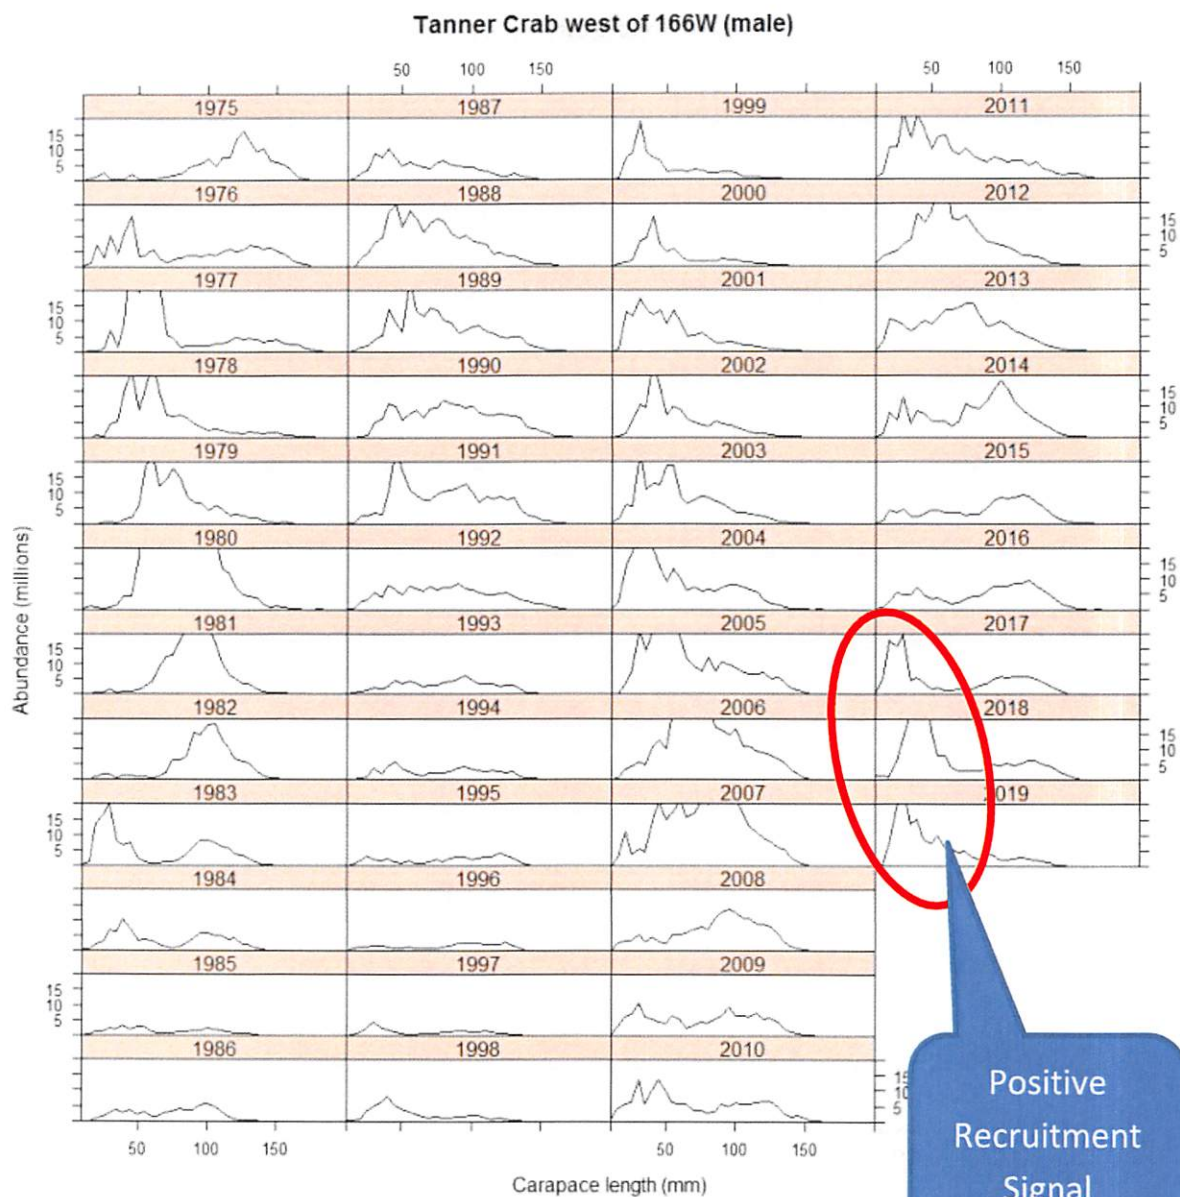 Tanner Crab west of 166W (male)
50 100 150 50 100 150
1975 1987 1999 2011
15
10
5
1976 1988 2000 2012
15
10
5
1977 1989 2001 2013
15
10
5
1978 1990 2002 2014
15
10
5
1979 1991 2003 2015
15
10
5
1980 1992 2004 2016
15
10
5
1981 1993 2005 2017
15
10
5
1982 1994 2006 2018
15
10
5
1983 1995 2007 2019
15
10
5
1984 1996 2008
1985 1997 2009
15
10
5
1986 1998 2010
15
10
5
50 100 150 50 100 150
Carapace length (mm)
Abundance (millions)
Positive
Recruitment
Signal